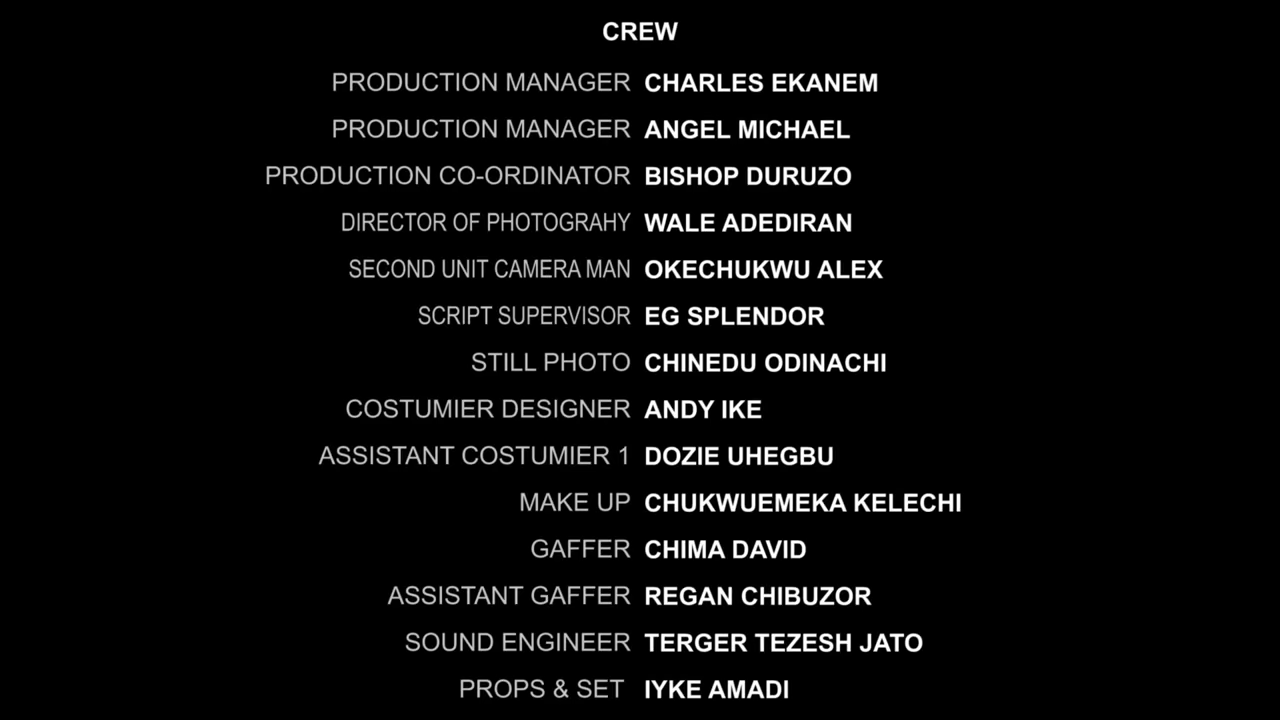 CREW
PRODUCTION MANAGER CHARLES EKANEM
PRODUCTION MANAGER ANGEL MICHAEL
PRODUCTION CO-ORDINATOR BISHOP DURUZO
DIRECTOR OF PHOTOGRAHY WALE ADEDIRAN
SECOND UNIT CAMERA MAN OKECHUKWU ALEX
SCRIPT SUPERVISOR EG SPLENDOR
STILL PHOTO CHINEDU ODINACHI
COSTUMIER DESIGNER ANDY IKE
ASSISTANT COSTUMIER 1 DOZIE UHEGBU
MAKE UP CHUKWUEMEKA KELECHI
GAFFER CHIMA DAVID
ASSISTANT GAFFER REGAN CHIBUZOR
SOUND ENGINEER TERGER TEZESH JATO
PROPS & SET IYKE AMADI